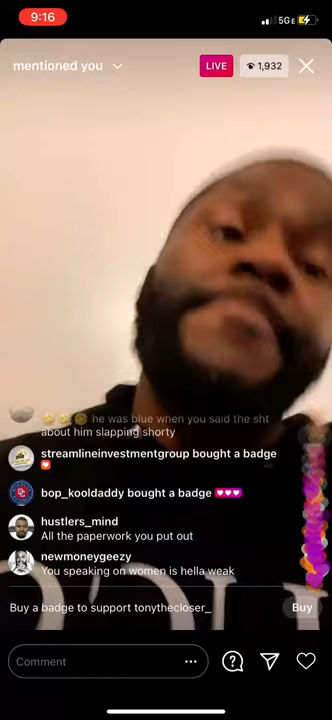 9:16
5GE
mentioned you
LIVE
1,932
he was blue when you said the sht
about him slapping shorty
streamlineinvestmentgroup bought a badge
bop_kooldaddy bought a badge
hustlers_mind
All the paperwork you put out
newmoneygeezy
You speaking on women is hella weak
Buy a badge to support tonythecloser_
Buy
Comment